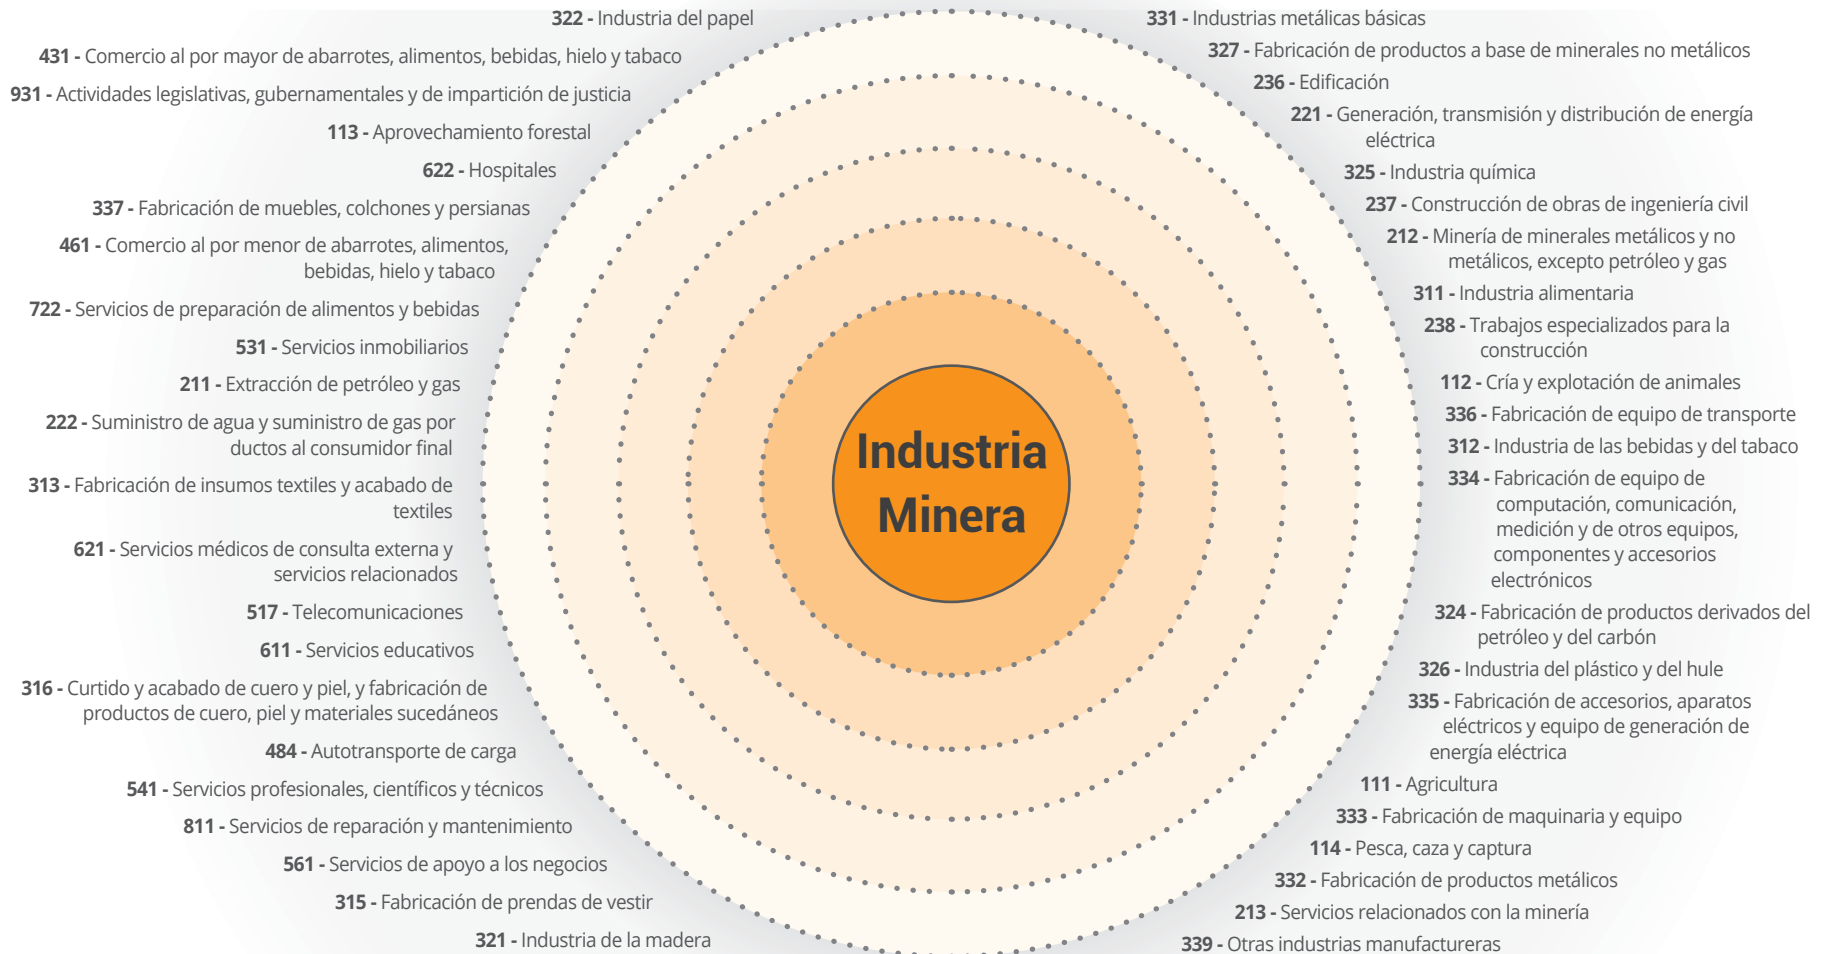 322 - Industria del papel
431 - Comercio al por mayor de abarrotes, alimentos, bebidas, hielo y tabaco
931 - Actividades legislativas, gubernamentales y de impartición de justicia
113 - Aprovechamiento forestal
622 - Hospitales
337 - Fabricación de muebles, colchones y persianas
461 - Comercio al por menor de abarrotes, alimentos,
bebidas, hielo y tabaco
722 - Servicios de preparación de alimentos y bebidas
531 - Servicios inmobiliarios
211 - Extracción de petróleo y gas
222 - Suministro de agua y suministro de gas por
ductos al consumidor final
313 - Fabricación de insumos textiles y acabado de
textiles
621 - Servicios médicos de consulta externa y
servicios relacionados
517 - Telecomunicaciones
611 - Servicios educativos
316 - Curtido y acabado de cuero y piel, y fabricación de
productos de cuero, piel y materiales sucedáneos
484 - Autotransporte de carga
541 - Servicios profesionales, científicos y técnicos
811 - Servicios de reparación y mantenimiento
561 - Servicios de apoyo a los negocios
315 - Fabricación de prendas de vestir
321 - Industria de la madera
Industria
Minera
331 - Industrias metálicas básicas
327 - Fabricación de productos a base de minerales no metálicos
236 - Edificación
221 - Generación, transmisión y distribución de energía
eléctrica
325 - Industria química
237 - Construcción de obras de ingeniería civil
212 - Minería de minerales metálicos y no
metálicos, excepto petróleo y gas
311 - Industria alimentaria
238 - Trabajos especializados para la
construcción
112 - Cría y explotación de animales
336 - Fabricación de equipo de transporte
312 - Industria de las bebidas y del tabaco
334 - Fabricación de equipo de
computación, comunicación,
medición y de otros equipos,
componentes y accesorios
electrónicos
324 - Fabricación de productos derivados del
petróleo y del carbón
326 - Industria del plástico y del hule
335 - Fabricación de accesorios, aparatos
eléctricos y equipo de generación de
energía eléctrica
111 - Agricultura
333 - Fabricación de maquinaria y equipo
114 - Pesca, caza y captura
332 - Fabricación de productos metálicos
213 - Servicios relacionados con la minería
339 - Otras industrias manufactureras